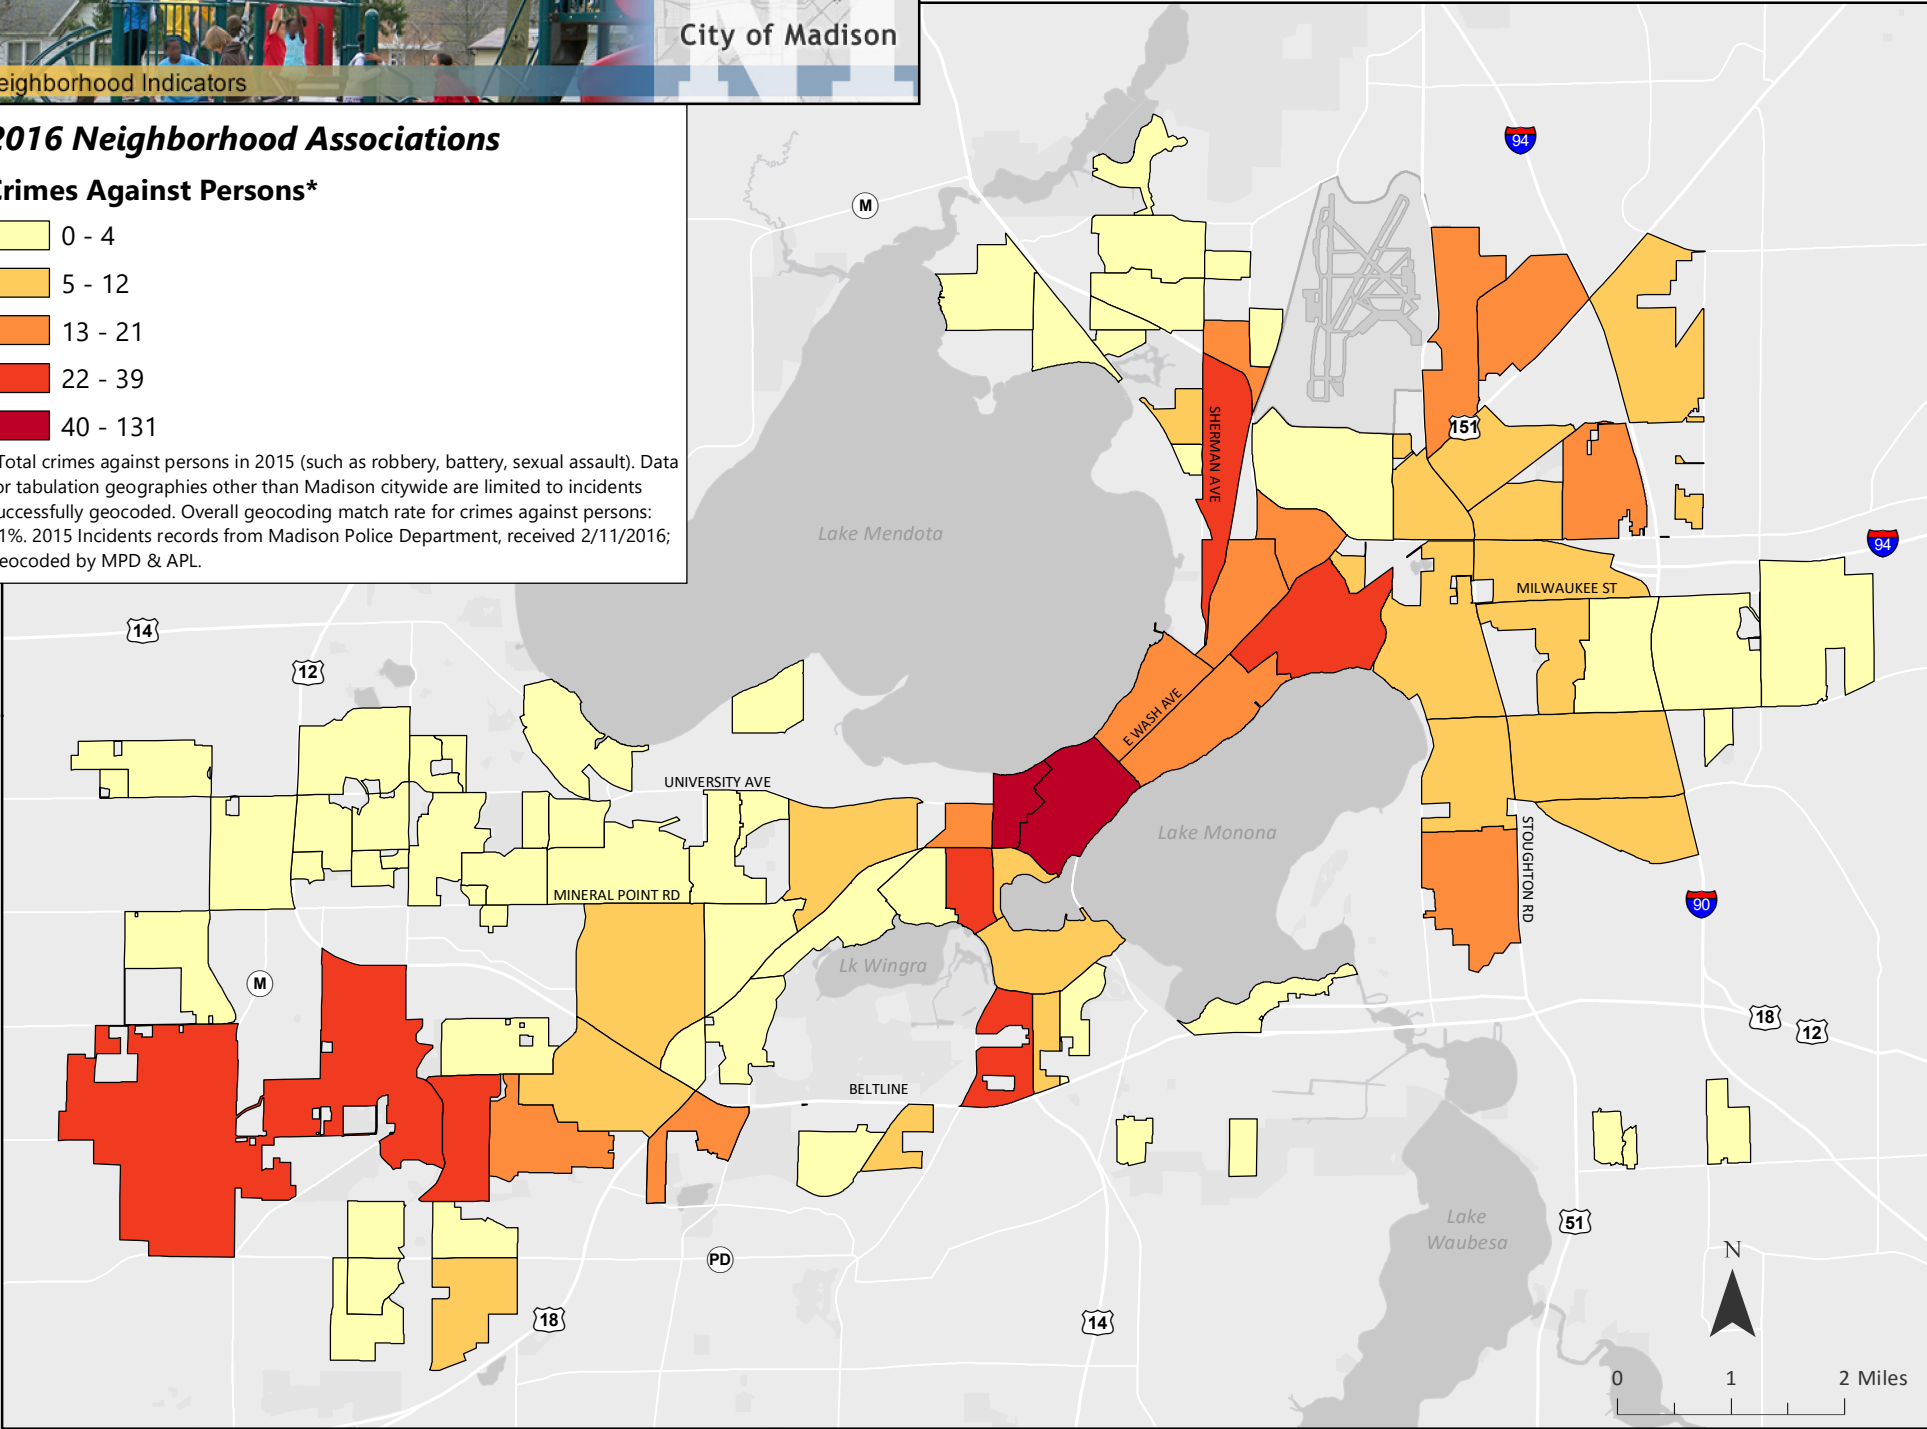 City of Madison
eighborhood Indicators
2016 Neighborhood Associations
Crimes Against Persons*
0 - 4
5 - 12
13 - 21
22 - 39
40 - 131
Total crimes against persons in 2015 (such as robbery, battery, sexual assault). Data
or tabulation geographies other than Madison citywide are limited to incidents
uccessfully geocoded. Overall geocoding match rate for crimes against persons:
1%. 2015 Incidents records from Madison Police Department, received 2/11/2016;
eocoded by MPD & APL.
94
M
151
SHERMAN AVE
Lake Mendota
94
MILWAUKEE ST
14
12
E WASH AVE
UNIVERSITY AVE
Lake Monona
STOUGHTON RD
MINERAL POINT RD
90
Lk Wingra
M
18
12
BELTLINE
Lake
Waubesa
51
PD
N
18
14
0 1 2 Miles